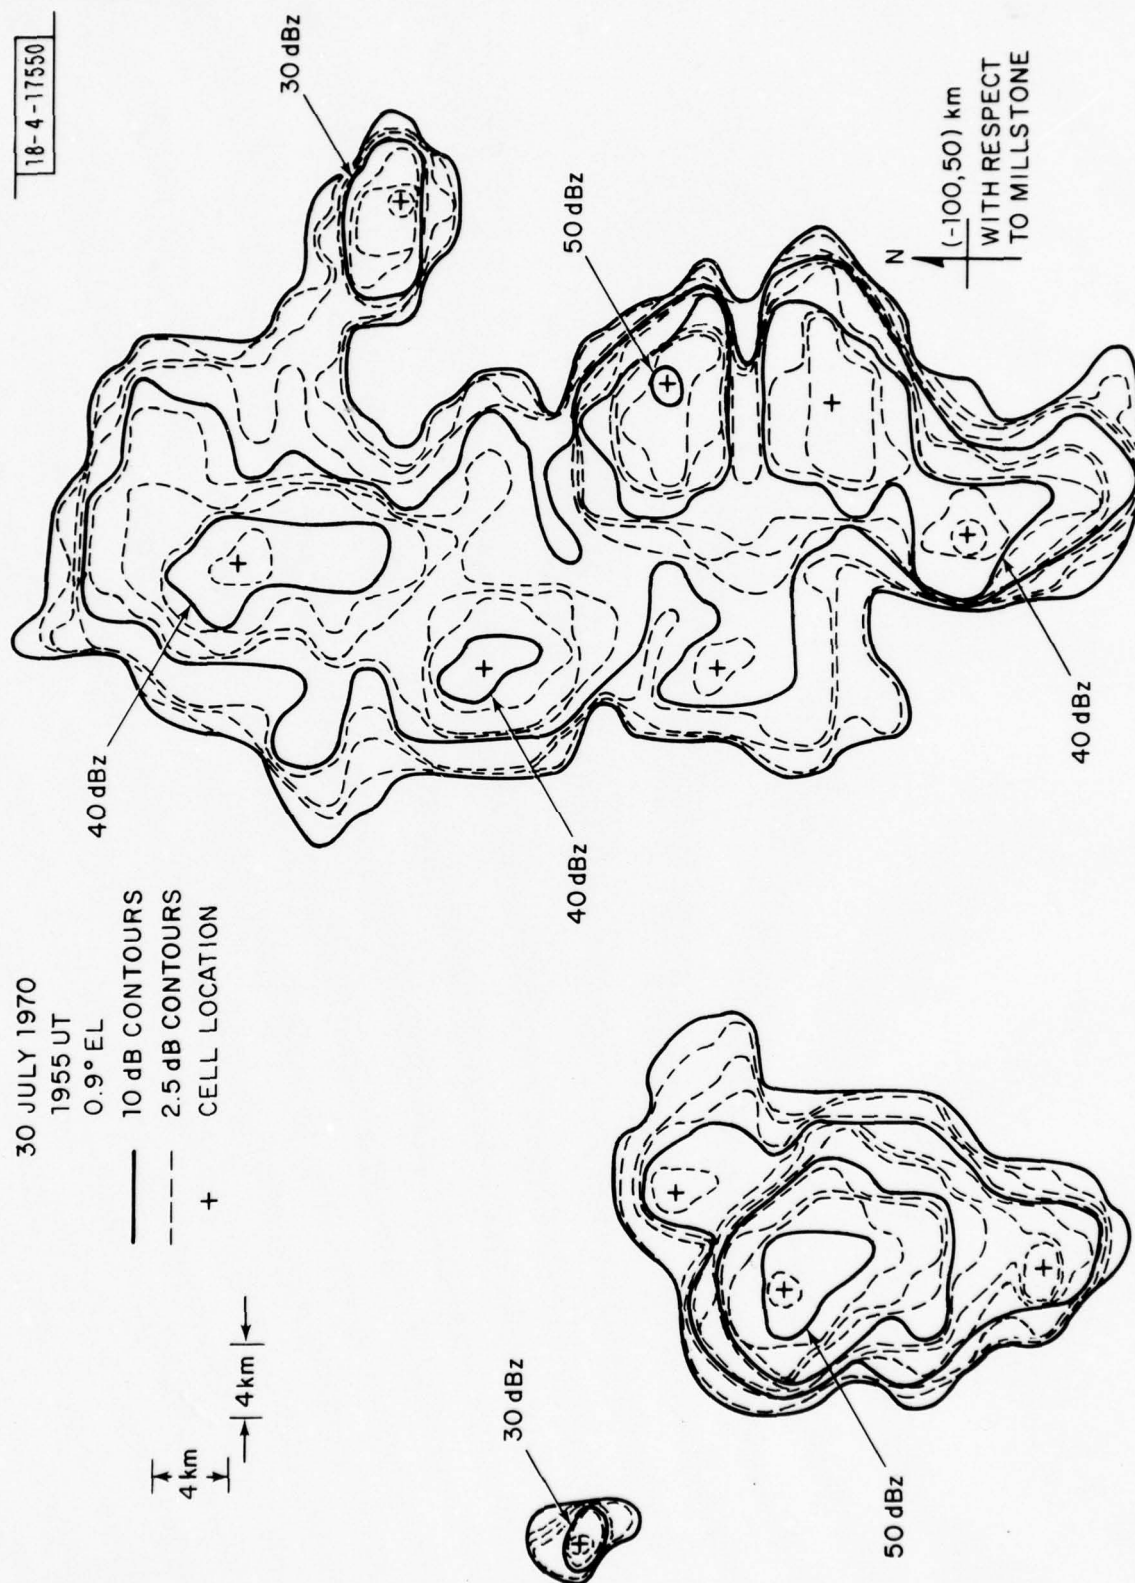 18-4-17550
30 JULY 1970
1955 UT
0.9° EL
10 dB CONTOURS
2.5 dB CONTOURS
+ CELL LOCATION
4 km
4 km
30 dBz
40 dBz
40 dBz
50 dBz
30 dBz
50 dBz
40 dBz
N
(-100,50) km
WITH RESPECT
TO MILLSTONE